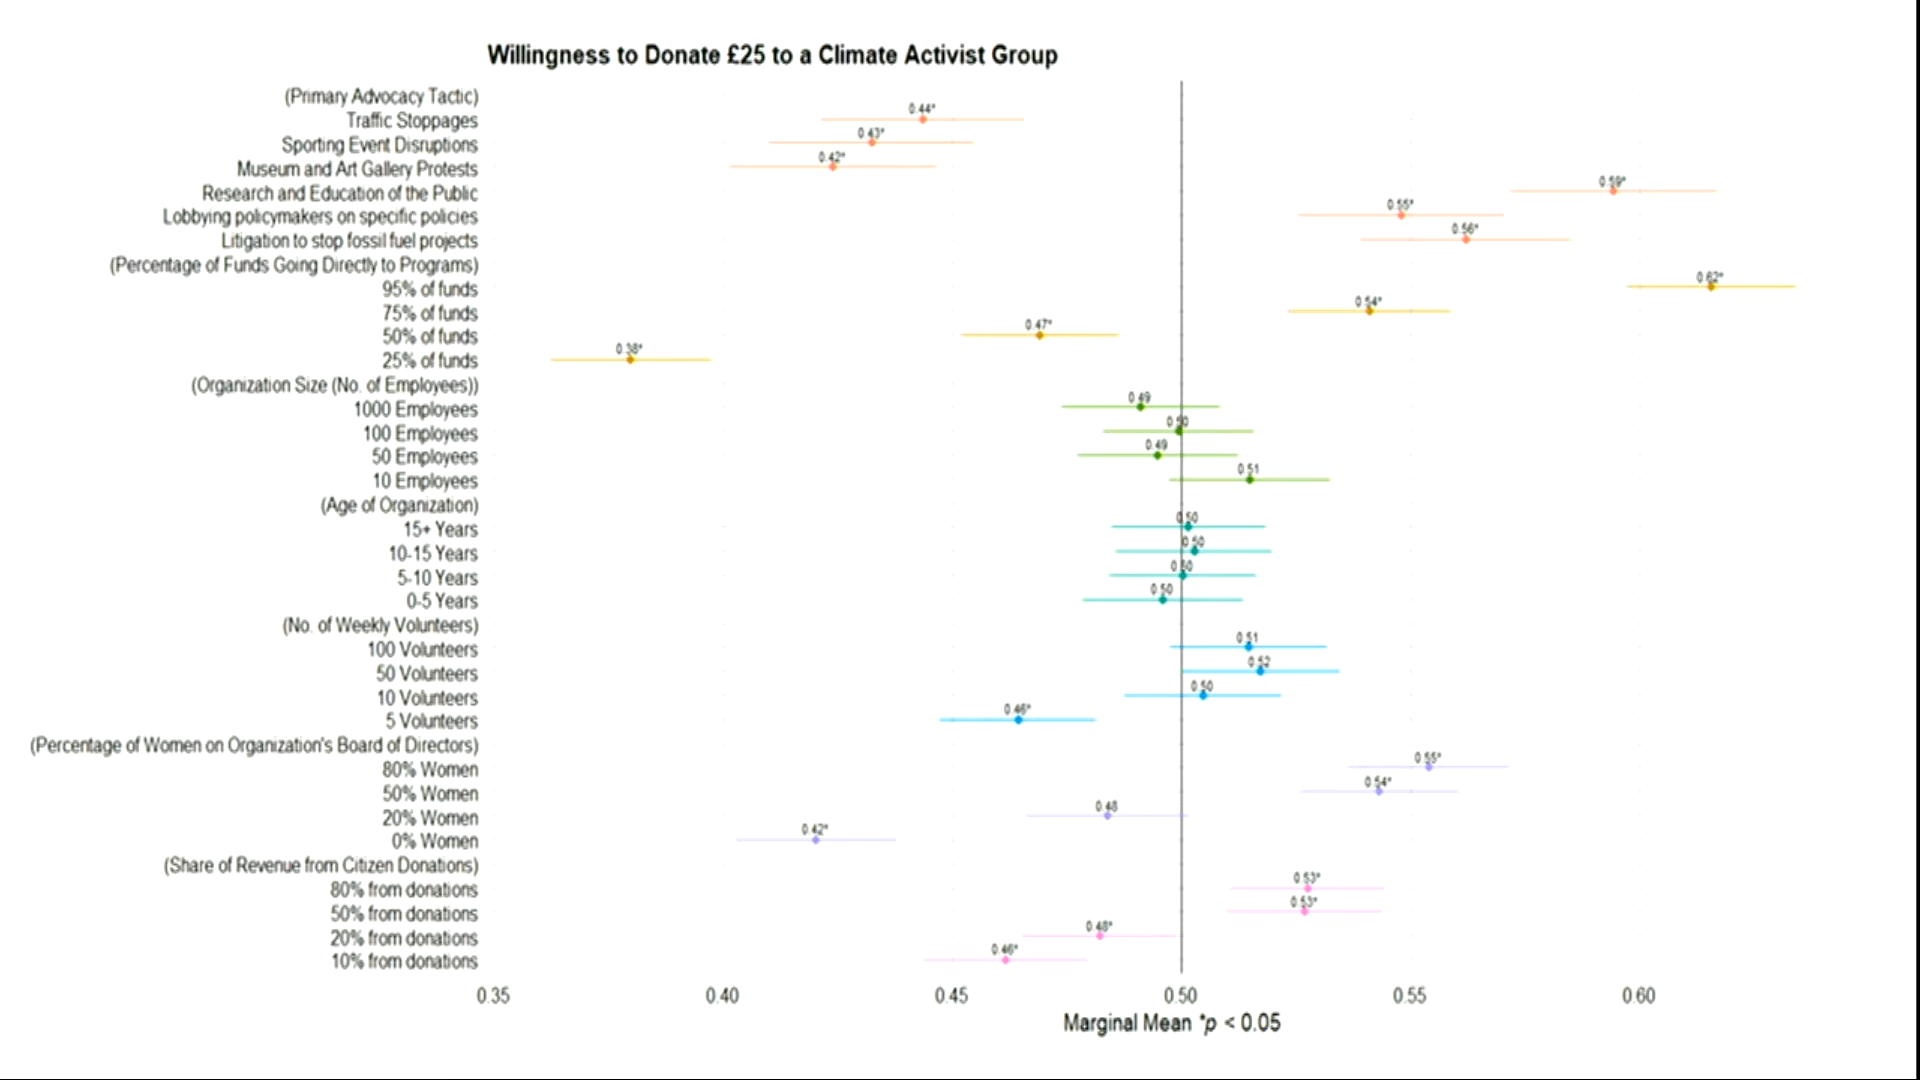 Willingness to Donate £25 to a Climate Activist Group
(Primary Advocacy Tactic)
Traffic Stoppages 0.44*
Sporting Event Disruptions 0.43*
Museum and Art Gallery Protests 0.42*
Research and Education of the Public 0.59*
Lobbying policymakers on specific policies 0.55*
Litigation to stop fossil fuel projects 0.56*
(Percentage of Funds Going Directly to Programs)
95% of funds 0.62*
75% of funds 0.54*
50% of funds 0.47*
25% of funds 0.38*
(Organization Size (No. of Employees))
1000 Employees 0.49
100 Employees 0.50
50 Employees 0.49
10 Employees 0.51
(Age of Organization)
15+ Years 0.50
10-15 Years 0.50
5-10 Years 0.50
0-5 Years 0.50
(No. of Weekly Volunteers)
100 Volunteers 0.51
50 Volunteers 0.52
10 Volunteers 0.50
5 Volunteers 0.46*
(Percentage of Women on Organization's Board of Directors)
80% Women 0.55*
50% Women 0.54*
20% Women 0.48
0% Women 0.42*
(Share of Revenue from Citizen Donations)
80% from donations 0.53*
50% from donations 0.53*
20% from donations 0.48*
10% from donations 0.46*
0.35 0.40 0.45 0.50 0.55 0.60
Marginal Mean *p < 0.05